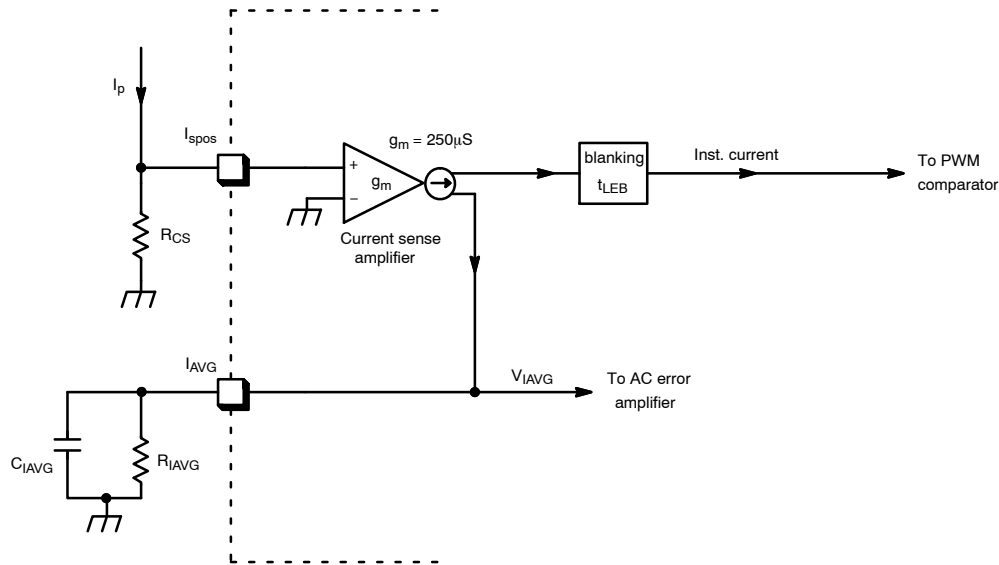 Ip
Ispos
gm = 250μS
+
gm
−
blanking
tLEB
Inst. current
To PWM
comparator
RCS
Current sense
amplifier
IAVG
VIAVG
To AC error
amplifier
CIAVG
RIAVG